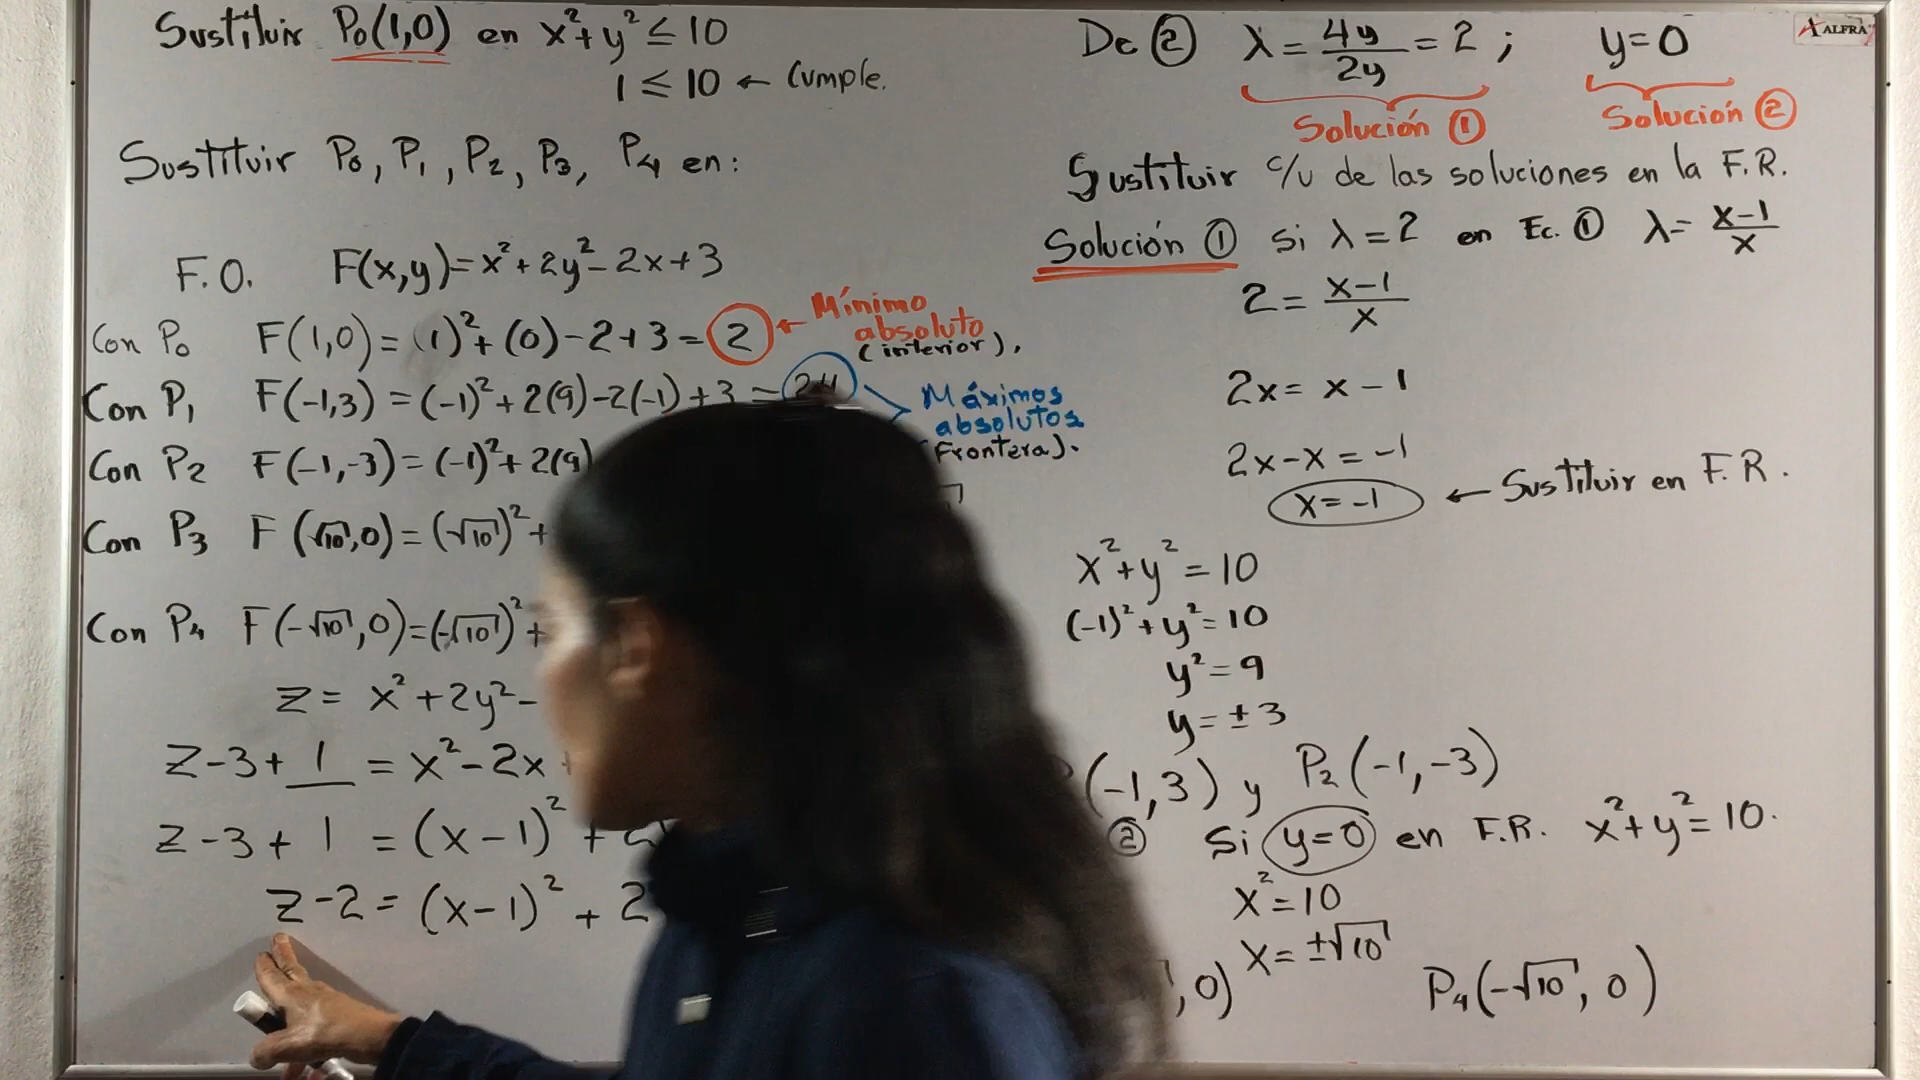 Sustituir P₀(1,0) en x²+y² ≤ 10
1 ≤ 10 ← Cumple.
Sustituir P₀, P₁, P₂, P₃, P₄ en:
F.O. F(x,y)=x²+2y²-2x+3
Con P₀ F(1,0)=(1)²+(0)-2+3=2 ← Mínimo absoluto (interior),
Con P₁ F(-1,3)=(-1)²+2(9)-2(-1)+3=24
Máximos
absolutos
(Frontera).
Con P₂ F(-1,-3)=(-1)²+2(9)
Con P₃ F(√10,0)=(√10)²+
Con P₄ F(-√10,0)=(-√10)²+
z= x²+2y²-
z-3+1 = x²-2x
z-3+1 = (x-1)²+
z-2= (x-1)²+2
De ② λ=4y/2y=2; y=0
Solución ① Solución ②
Sustituir c/u de las soluciones en la F.R.
Solución ① Si λ=2 en Ec. ① λ=x-1/x
2= x-1/x
2x= x-1
2x-x=-1
x=-1 ← Sustituir en F.R.
x²+y²=10
(-1)²+y²=10
y²=9
y=±3
(-1,3) y P₂(-1,-3)
② Si y=0 en F.R. x²+y²=10.
x²=10
x=±√10
,0) P₄(-√10, 0)
ALFRA